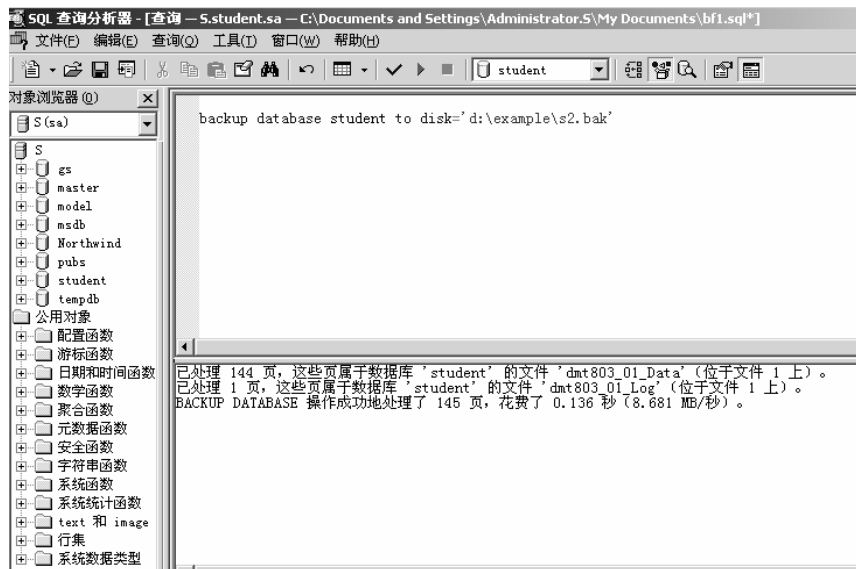 SQL 查询分析器 - [查询 — S.student.sa — C:\Documents and Settings\Administrator.S\My Documents\bf1.sql*]
文件(F) 编辑(E) 查询(Q) 工具(T) 窗口(W) 帮助(H)
student
对象浏览器(O)
S(sa)
backup database student to disk='d:\example\s2.bak'
S
gs
master
model
msdb
Northwind
pubs
student
tempdb
公用对象
配置函数
游标函数
日期和时间函数
数学函数
聚合函数
元数据函数
安全函数
字符串函数
系统函数
系统统计函数
text 和 image
行集
系统数据类型
已处理 144 页，这些页属于数据库 'student' 的文件 'dmt803_01_Data'（位于文件 1 上）。
已处理 1 页，这些页属于数据库 'student' 的文件 'dmt803_01_Log'（位于文件 1 上）。
BACKUP DATABASE 操作成功地处理了 145 页，花费了 0.136 秒（8.681 MB/秒）。